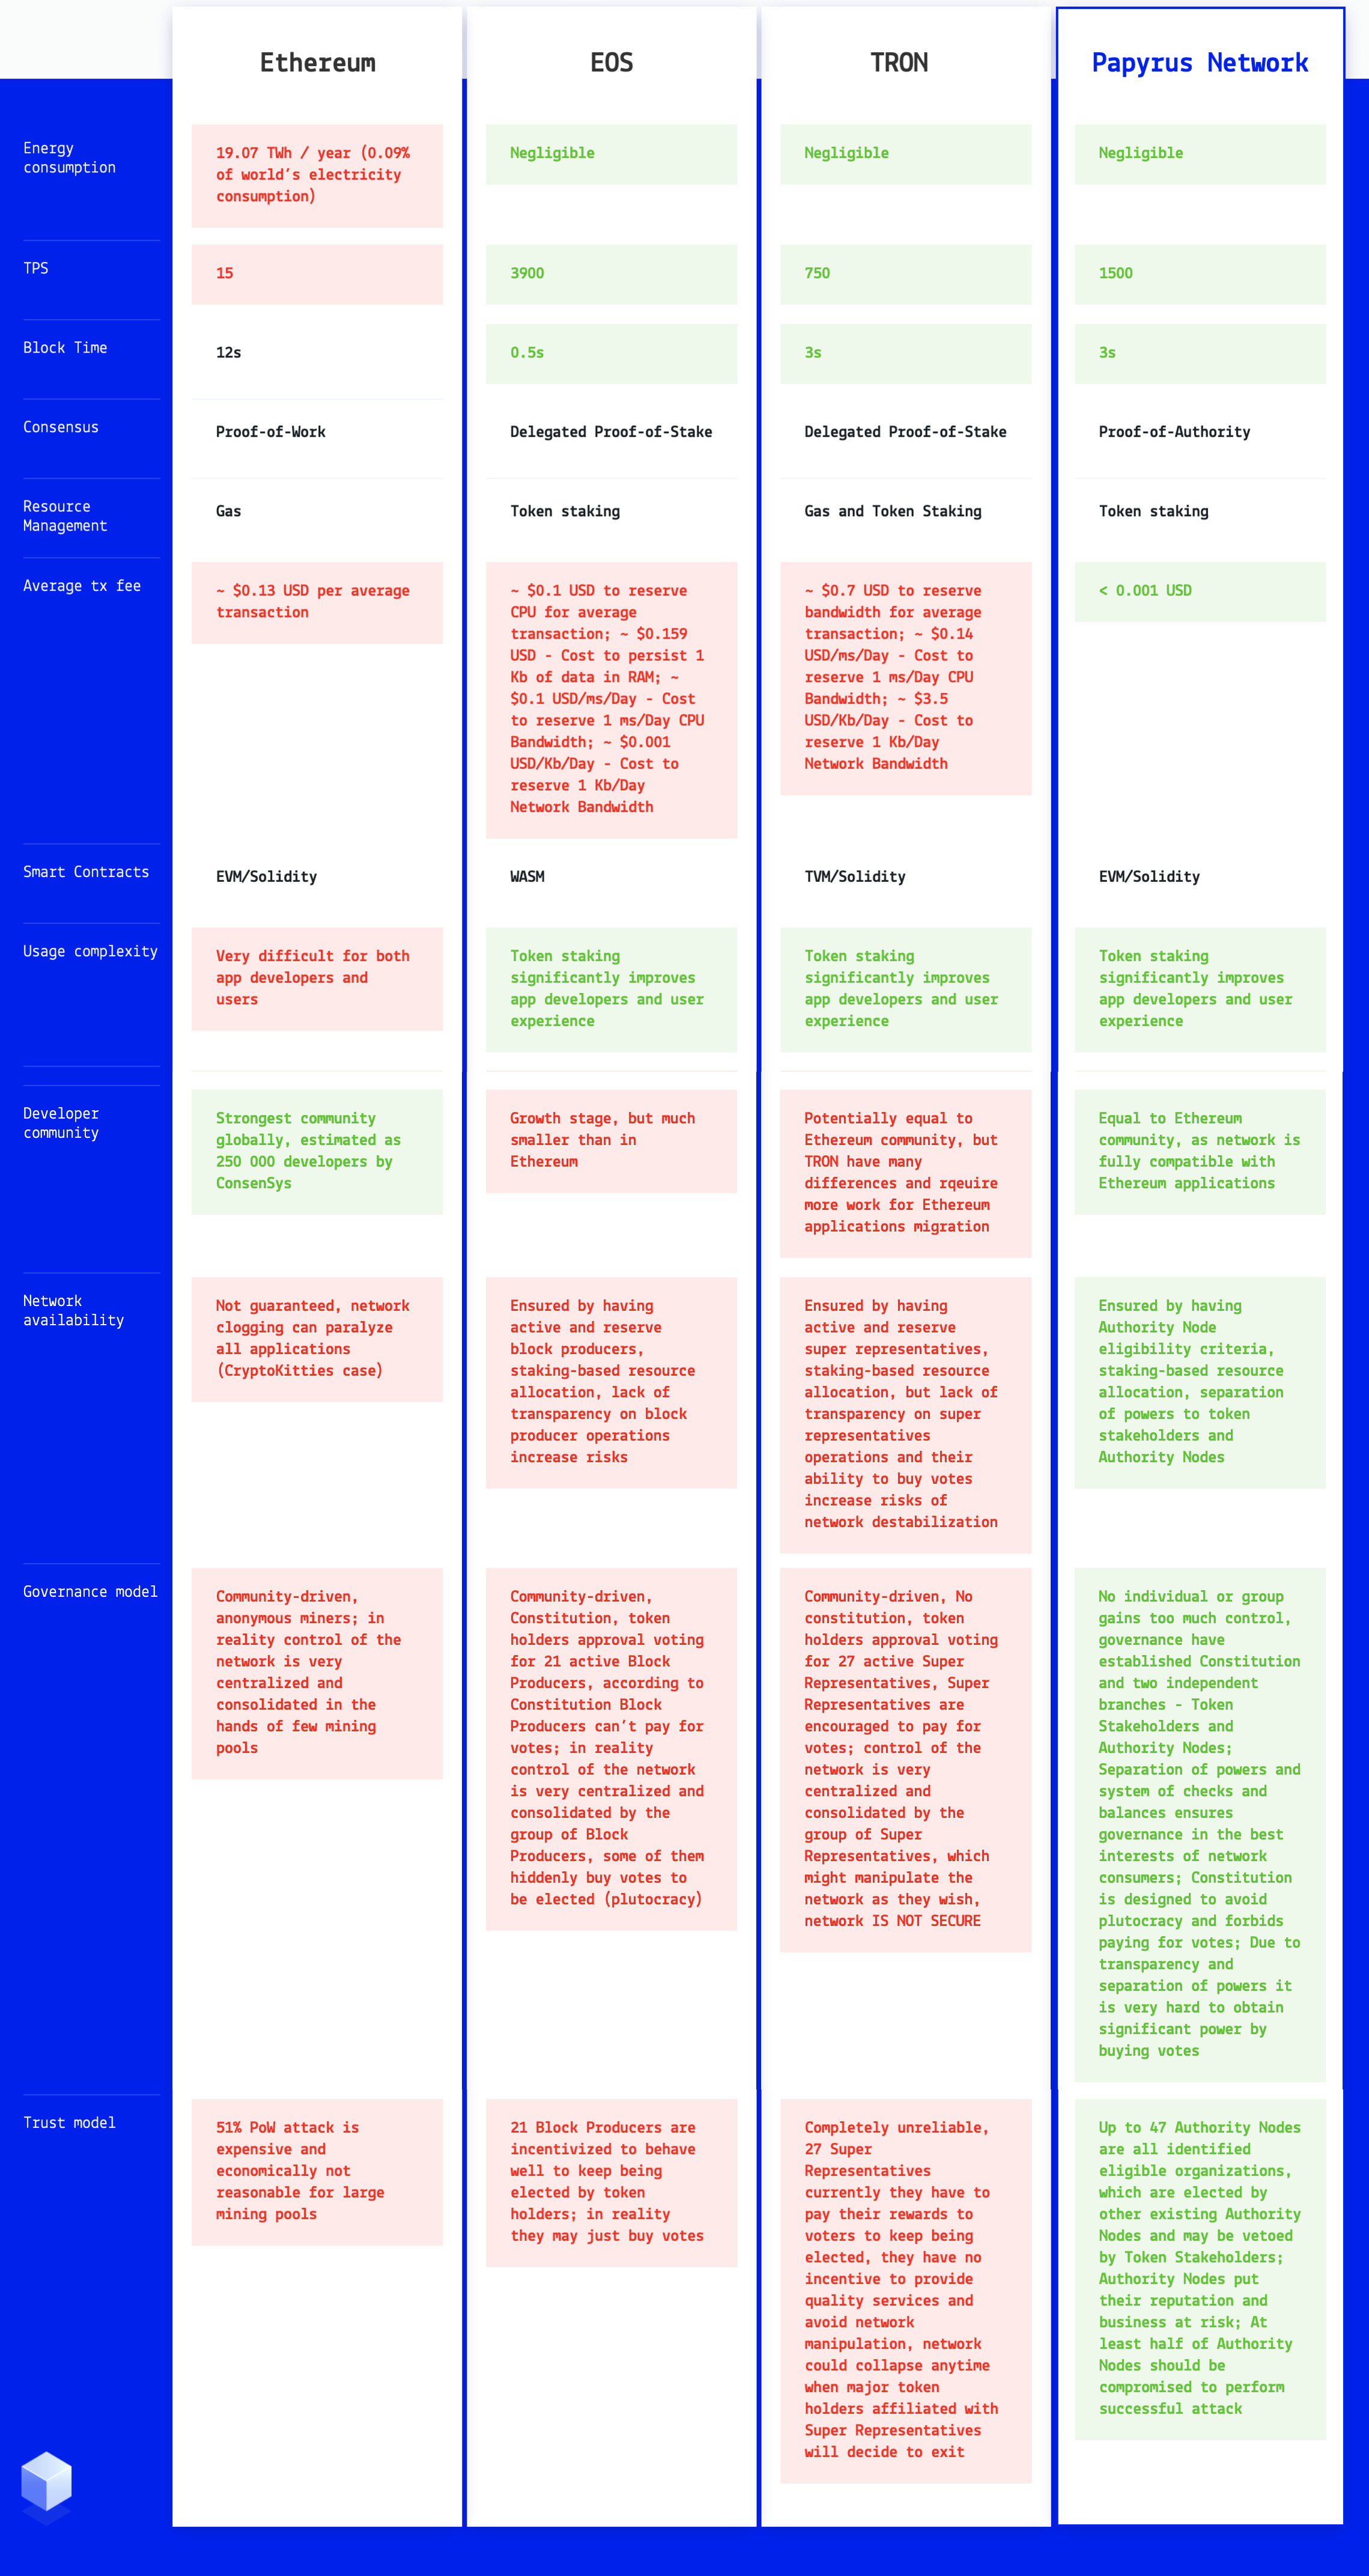 Ethereum
EOS
TRON
Papyrus Network
Energy
consumption
19.07 TWh / year (0.09%
of world's electricity
consumption)
Negligible
Negligible
Negligible
TPS
15
3900
750
1500
Block Time
12s
0.5s
3s
3s
Consensus
Proof-of-Work
Delegated Proof-of-Stake
Delegated Proof-of-Stake
Proof-of-Authority
Resource
Management
Gas
Token staking
Gas and Token Staking
Token staking
Average tx fee
~ $0.13 USD per average
transaction
~ $0.1 USD to reserve
CPU for average
transaction; ~ $0.159
USD - Cost to persist 1
Kb of data in RAM; ~
$0.1 USD/ms/Day - Cost
to reserve 1 ms/Day CPU
Bandwidth; ~ $0.001
USD/Kb/Day - Cost to
reserve 1 Kb/Day
Network Bandwidth
~ $0.7 USD to reserve
bandwidth for average
transaction; ~ $0.14
USD/ms/Day - Cost to
reserve 1 ms/Day CPU
Bandwidth; ~ $3.5
USD/Kb/Day - Cost to
reserve 1 Kb/Day
Network Bandwidth
< 0.001 USD
Smart Contracts
EVM/Solidity
WASM
TVM/Solidity
EVM/Solidity
Usage complexity
Very difficult for both
app developers and
users
Token staking
significantly improves
app developers and user
experience
Token staking
significantly improves
app developers and user
experience
Token staking
significantly improves
app developers and user
experience
Developer
community
Strongest community
globally, estimated as
250 000 developers by
ConsenSys
Growth stage, but much
smaller than in
Ethereum
Potentially equal to
Ethereum community, but
TRON have many
differences and rqeuire
more work for Ethereum
applications migration
Equal to Ethereum
community, as network is
fully compatible with
Ethereum applications
Network
availability
Not guaranteed, network
clogging can paralyze
all applications
(CryptoKitties case)
Ensured by having
active and reserve
block producers,
staking-based resource
allocation, lack of
transparency on block
producer operations
increase risks
Ensured by having
active and reserve
super representatives,
staking-based resource
allocation, but lack of
transparency on super
representatives
operations and their
ability to buy votes
increase risks of
network destabilization
Ensured by having
Authority Node
eligibility criteria,
staking-based resource
allocation, separation
of powers to token
stakeholders and
Authority Nodes
Governance model
Community-driven,
anonymous miners; in
reality control of the
network is very
centralized and
consolidated in the
hands of few mining
pools
Community-driven,
Constitution, token
holders approval voting
for 21 active Block
Producers, according to
Constitution Block
Producers can't pay for
votes; in reality
control of the network
is very centralized and
consolidated by the
group of Block
Producers, some of them
hiddenly buy votes to
be elected (plutocracy)
Community-driven, No
constitution, token
holders approval voting
for 27 active Super
Representatives, Super
Representatives are
encouraged to pay for
votes; control of the
network is very
centralized and
consolidated by the
group of Super
Representatives, which
might manipulate the
network as they wish,
network IS NOT SECURE
No individual or group
gains too much control,
governance have
established Constitution
and two independent
branches - Token
Stakeholders and
Authority Nodes;
Separation of powers and
system of checks and
balances ensures
governance in the best
interests of network
consumers; Constitution
is designed to avoid
plutocracy and forbids
paying for votes; Due to
transparency and
separation of powers it
is very hard to obtain
significant power by
buying votes
Trust model
51% PoW attack is
expensive and
economically not
reasonable for large
mining pools
21 Block Producers are
incentivized to behave
well to keep being
elected by token
holders; in reality
they may just buy votes
Completely unreliable,
27 Super
Representatives
currently they have to
pay their rewards to
voters to keep being
elected, they have no
incentive to provide
quality services and
avoid network
manipulation, network
could collapse anytime
when major token
holders affiliated with
Super Representatives
will decide to exit
Up to 47 Authority Nodes
are all identified
eligible organizations,
which are elected by
other existing Authority
Nodes and may be vetoed
by Token Stakeholders;
Authority Nodes put
their reputation and
business at risk; At
least half of Authority
Nodes should be
compromised to perform
successful attack